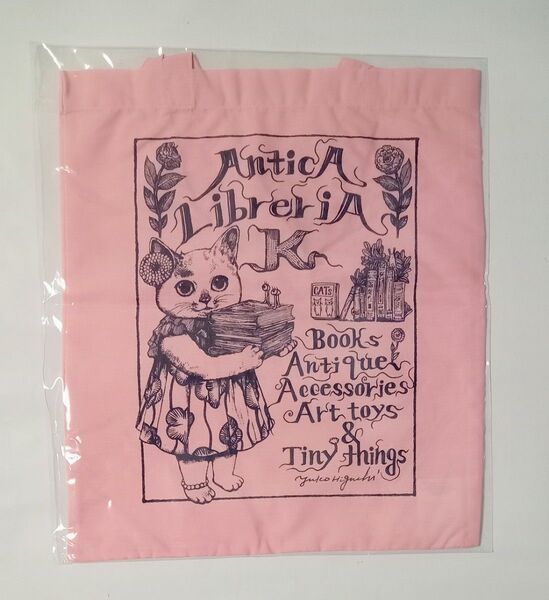 AnticA
LibreriA
K
CATS
Books
Antique
Accessories
Art toys
&
Tiny things
Yuko Higuchi